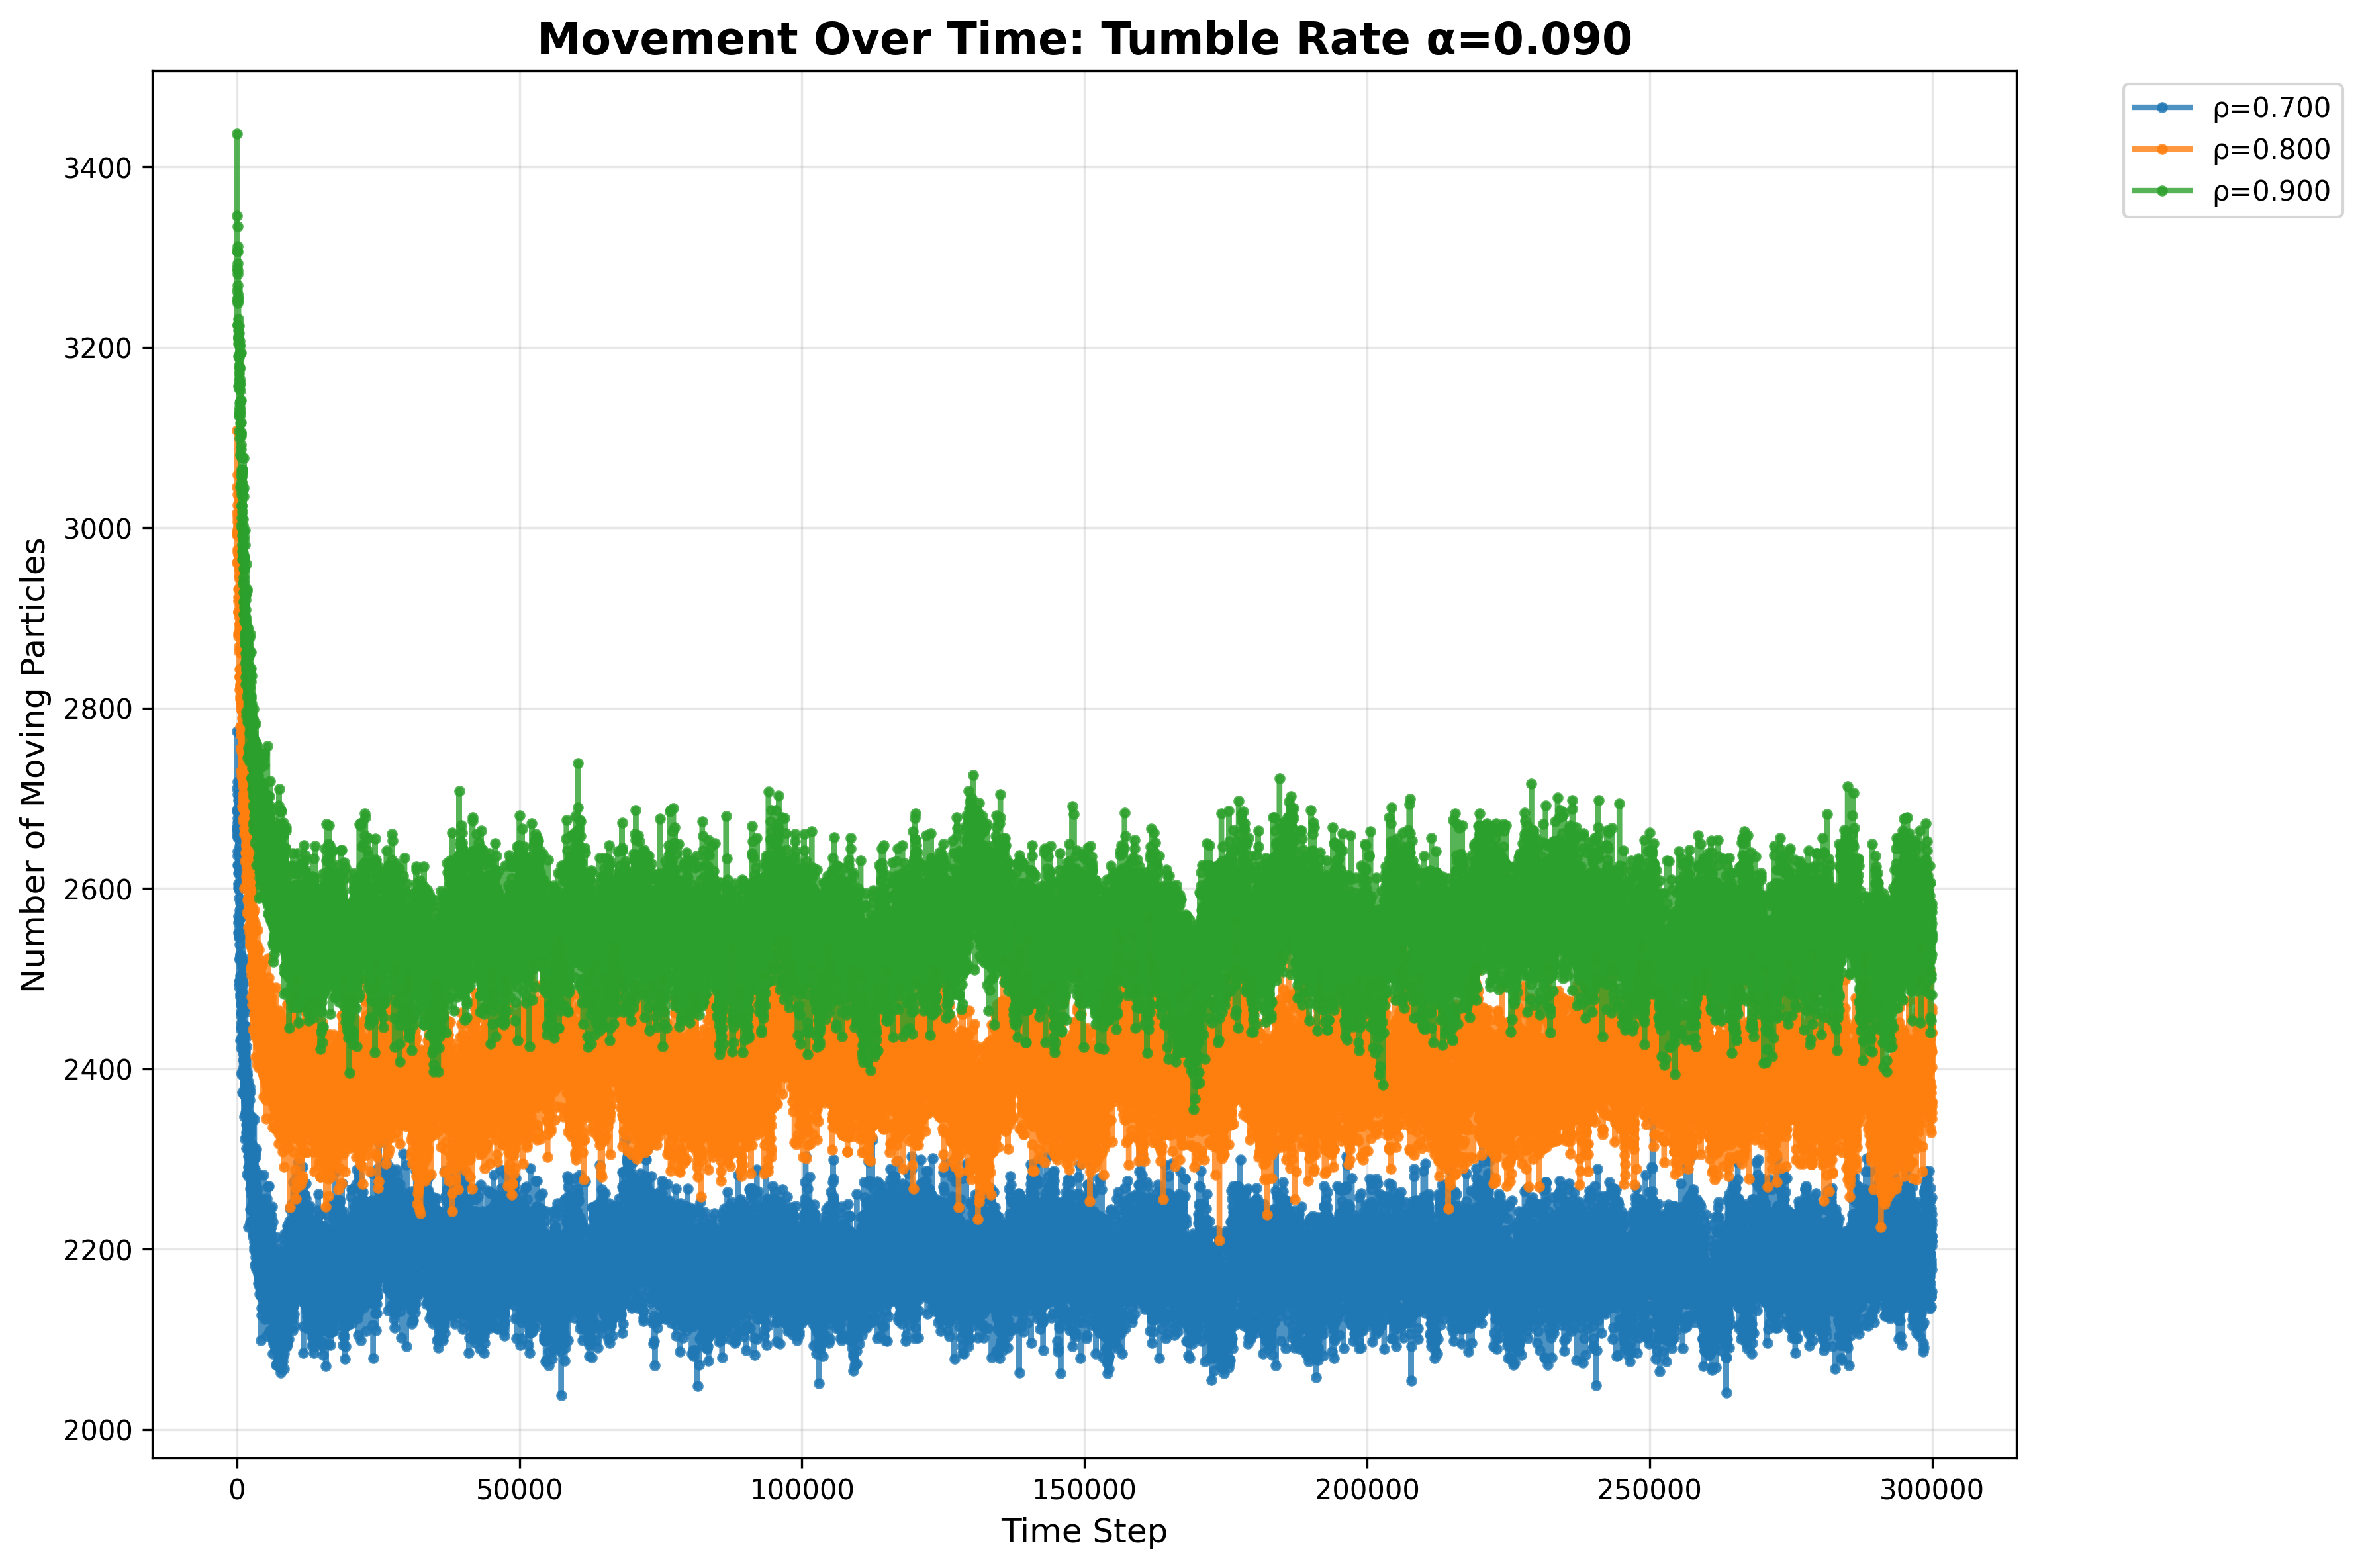 Movement Over Time: Tumble Rate α=0.090
ρ=0.700
ρ=0.800
ρ=0.900
Number of Moving Particles
3400
3200
3000
2800
2600
2400
2200
2000
0
50000
100000
150000
200000
250000
300000
Time Step